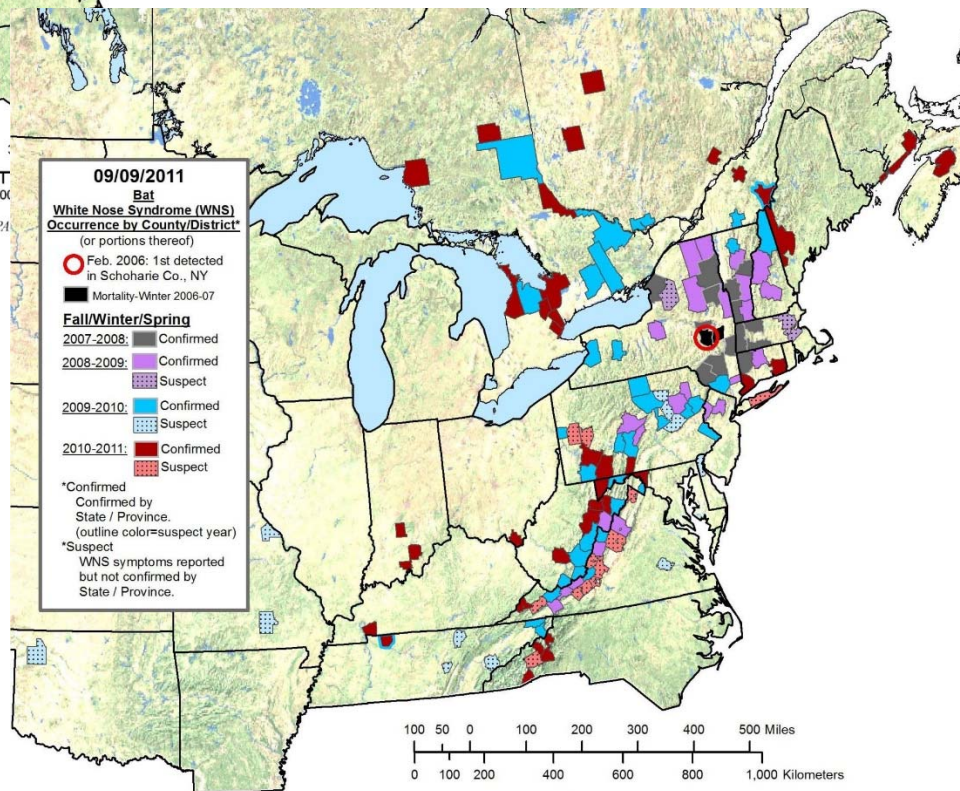 09/09/2011
Bat
White Nose Syndrome (WNS)
Occurrence by County/District*
(or portions thereof)
Feb. 2006: 1st detected
in Schoharie Co., NY
Mortality-Winter 2006-07
Fall/Winter/Spring
2007-2008: Confirmed
2008-2009: Confirmed
Suspect
2009-2010: Confirmed
Suspect
2010-2011: Confirmed
Suspect
*Confirmed
Confirmed by
State / Province.
(outline color=suspect year)
*Suspect
WNS symptoms reported
but not confirmed by
State / Province.
100 50 0 100 200 300 400 500 Miles
0 100 200 400 600 800 1,000 Kilometers